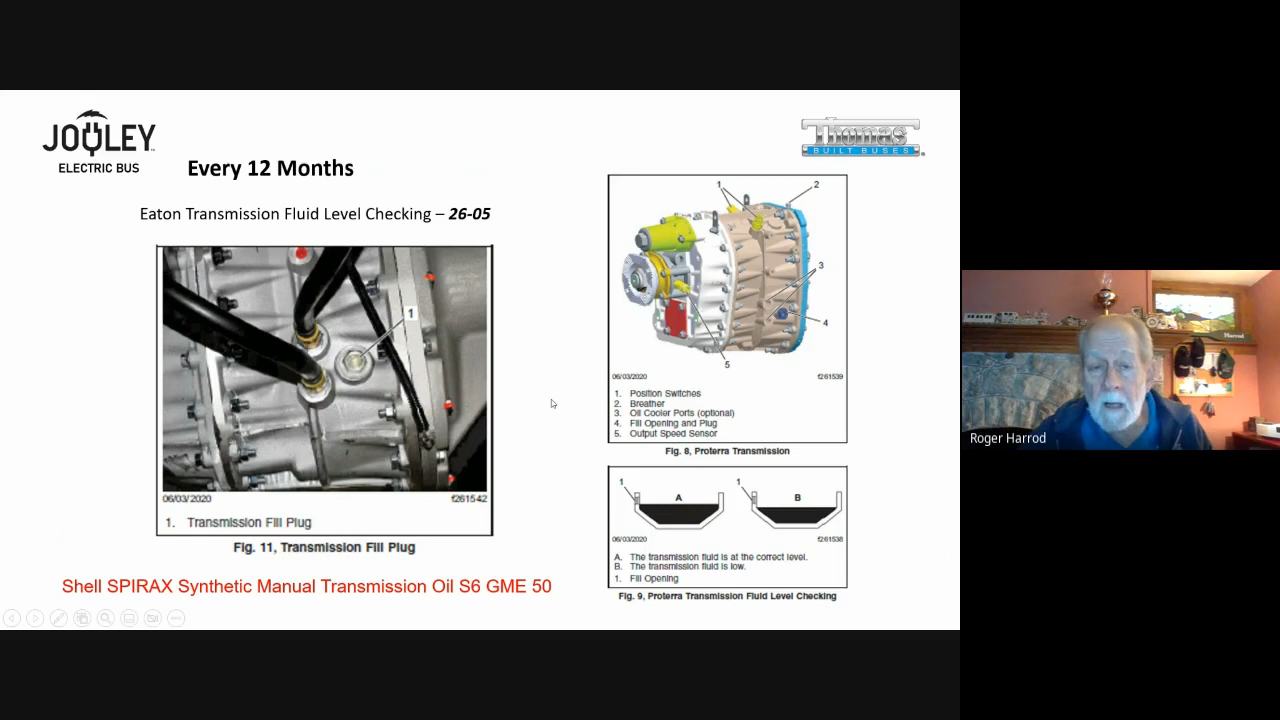 JOULEY
ELECTRIC BUS
Every 12 Months
Thomas
BUILT BUSES
Eaton Transmission Fluid Level Checking – 26-05
1
06/03/2020 f261542
1. Transmission Fill Plug
Fig. 11, Transmission Fill Plug
Shell SPIRAX Synthetic Manual Transmission Oil S6 GME 50
1
2
3
4
5
06/03/2020 f261539
1. Position Switches
2. Breather
3. Oil Cooler Ports (optional)
4. Fill Opening and Plug
5. Output Speed Sensor
Fig. 8, Proterra Transmission
1 A 1 B
06/03/2020 f261538
A. The transmission fluid is at the correct level.
B. The transmission fluid is low.
1. Fill Opening
Fig. 9, Proterra Transmission Fluid Level Checking
Harrod
Roger Harrod